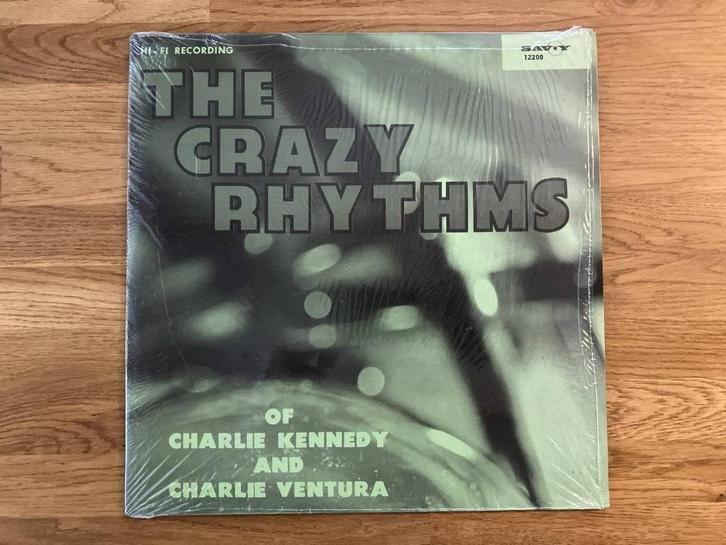 HI-FI RECORDING
SAVOY
12200
THE
CRAZY
RHYTHMS
OF
CHARLIE KENNEDY
AND
CHARLIE VENTURA